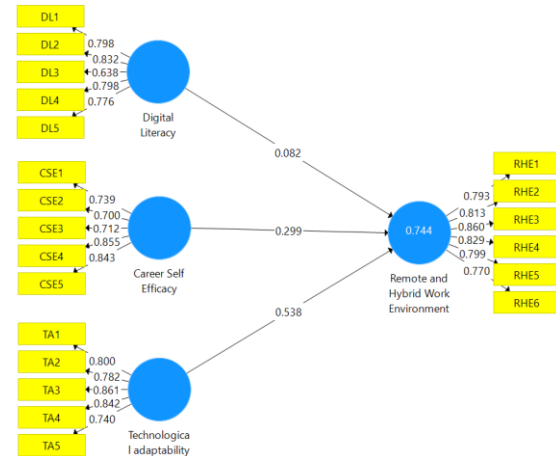 DL1
DL2
DL3
DL4
DL5
0.798
0.832
0.638
0.798
0.776
Digital
Literacy
0.082
CSE1
CSE2
CSE3
CSE4
CSE5
0.739
0.700
0.712
0.855
0.843
Career Self
Efficacy
0.299
TA1
TA2
TA3
TA4
TA5
0.800
0.782
0.861
0.842
0.740
Technologica
l adaptability
0.538
0.744
Remote and
Hybrid Work
Environment
0.793
0.813
0.860
0.829
0.799
0.770
RHE1
RHE2
RHE3
RHE4
RHE5
RHE6